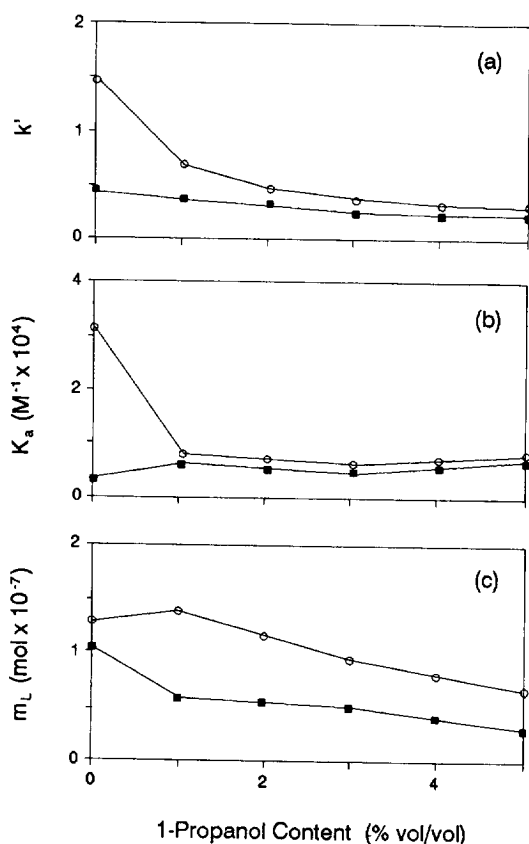 2
(a)
k'
1
0
4
(b)
Kₐ (M⁻¹ x 10⁴)
2
0
2
(c)
m_L (mol x 10⁻⁷)
1
0
0 2 4
1-Propanol Content (% vol/vol)